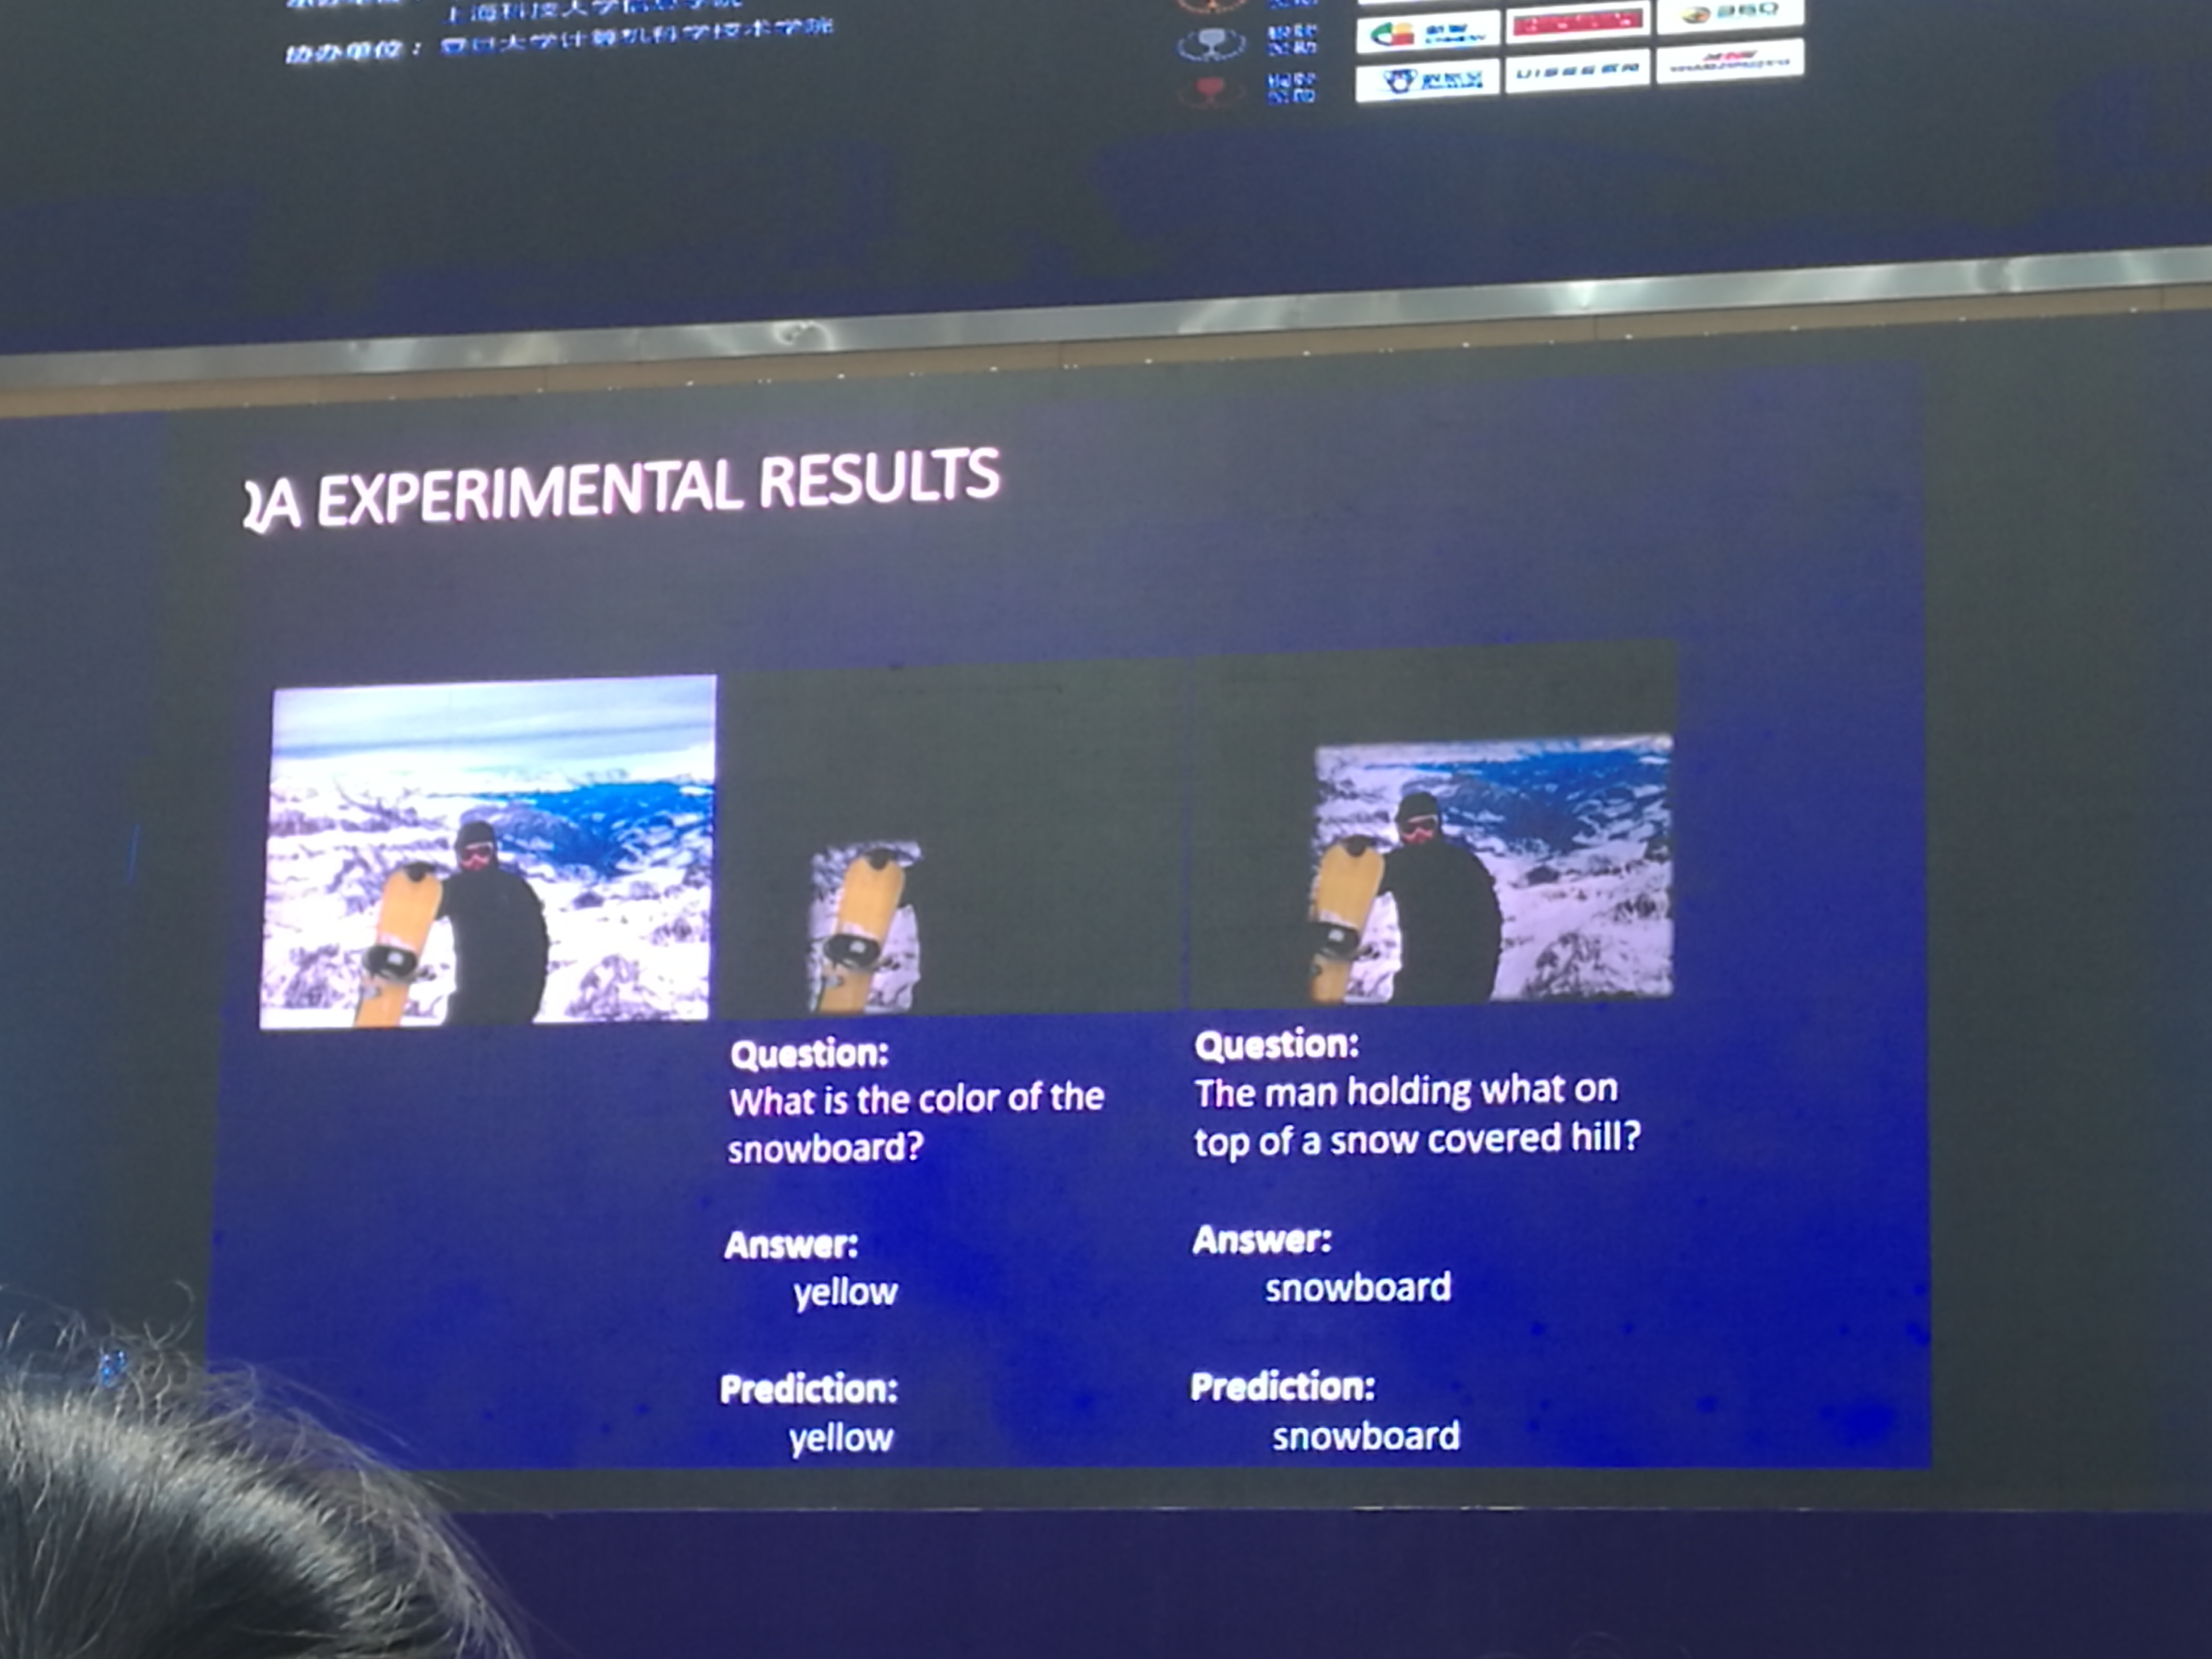 上海科技大学信息学院
协办单位：复旦大学计算机科学技术学院
360
QA EXPERIMENTAL RESULTS
Question:
What is the color of the
snowboard?
Answer:
yellow
Prediction:
yellow
Question:
The man holding what on
top of a snow covered hill?
Answer:
snowboard
Prediction:
snowboard